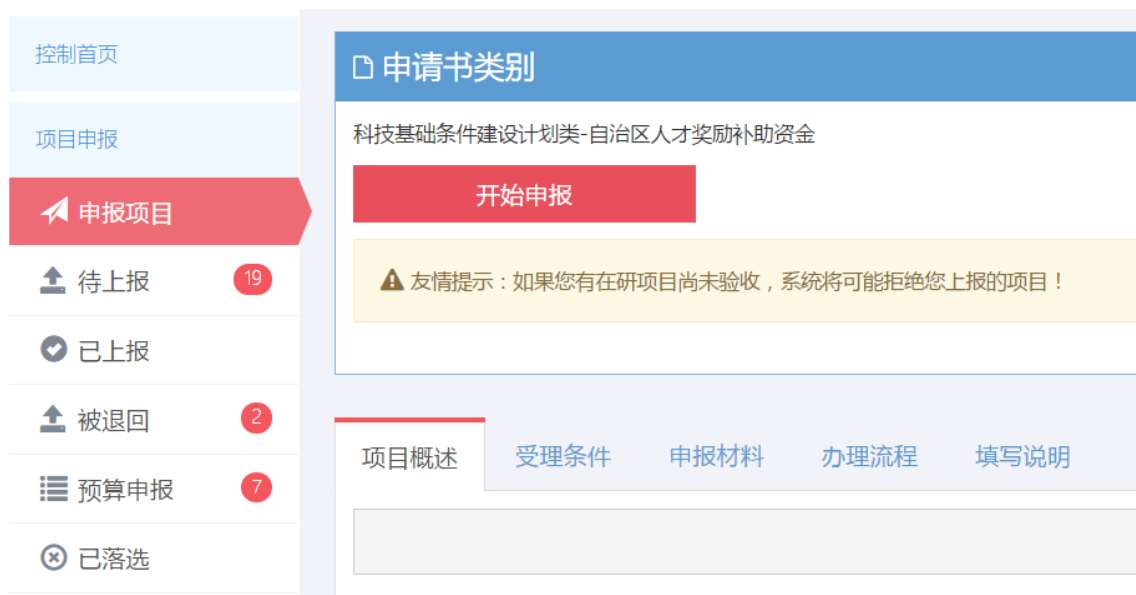 控制首页
项目申报
申报项目
待上报 19
已上报
被退回 2
预算申报 7
已落选
申请书类别
科技基础条件建设计划类-自治区人才奖励补助资金
开始申报
友情提示：如果您有在研项目尚未验收，系统将可能拒绝您上报的项目！
项目概述 受理条件 申报材料 办理流程 填写说明